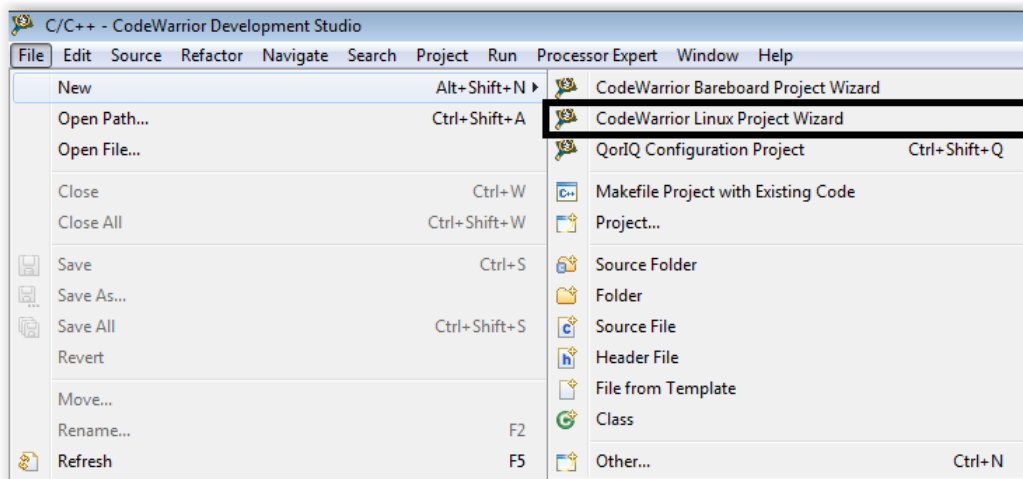 C/C++ - CodeWarrior Development Studio
File Edit Source Refactor Navigate Search Project Run Processor Expert Window Help
New Alt+Shift+N
Open Path... Ctrl+Shift+A
Open File...
Close Ctrl+W
Close All Ctrl+Shift+W
Save Ctrl+S
Save As...
Save All Ctrl+Shift+S
Revert
Move...
Rename... F2
Refresh F5
CodeWarrior Bareboard Project Wizard
CodeWarrior Linux Project Wizard
QorIQ Configuration Project Ctrl+Shift+Q
C++ Makefile Project with Existing Code
Project...
Source Folder
Folder
c Source File
h Header File
File from Template
C Class
Other... Ctrl+N